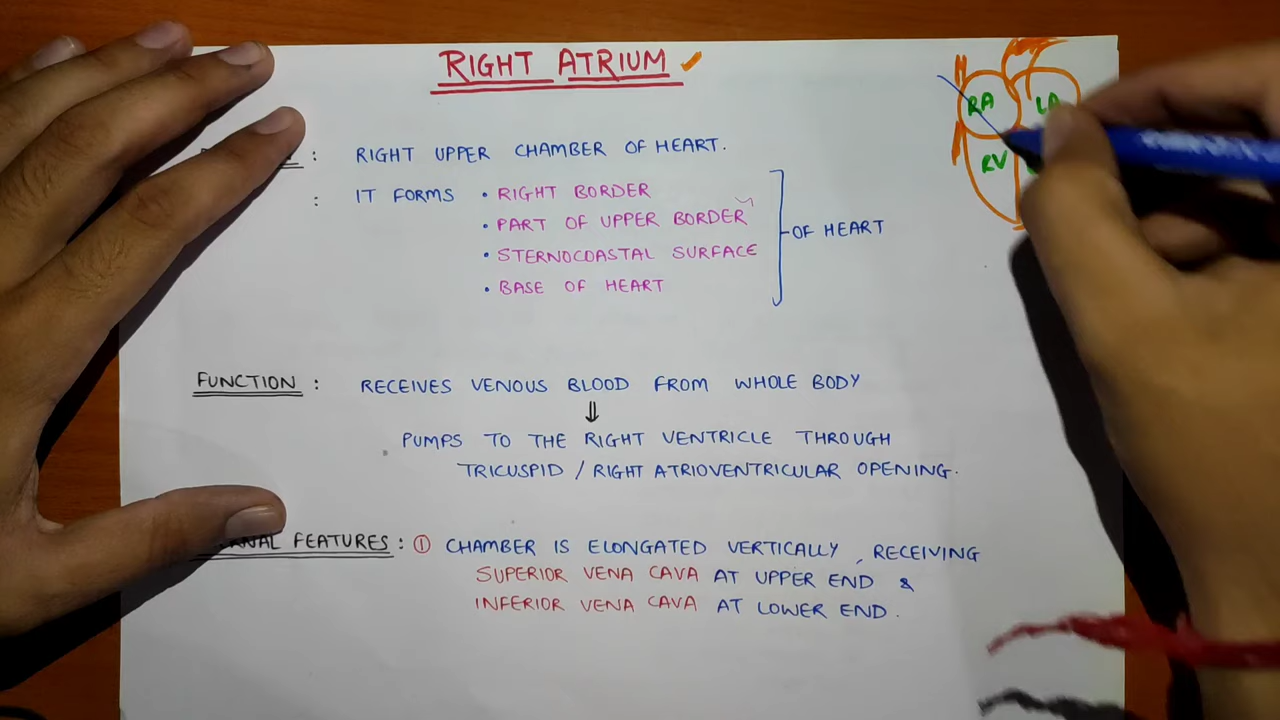 RIGHT ATRIUM
RA LA
RV
: RIGHT UPPER CHAMBER OF HEART.
: IT FORMS • RIGHT BORDER
• PART OF UPPER BORDER
• STERNOCOASTAL SURFACE
• BASE OF HEART
OF HEART
FUNCTION : RECEIVES VENOUS BLOOD FROM WHOLE BODY
⇓
PUMPS TO THE RIGHT VENTRICLE THROUGH
TRICUSPID / RIGHT ATRIOVENTRICULAR OPENING.
FEATURES : ① CHAMBER IS ELONGATED VERTICALLY, RECEIVING
SUPERIOR VENA CAVA AT UPPER END &
INFERIOR VENA CAVA AT LOWER END.